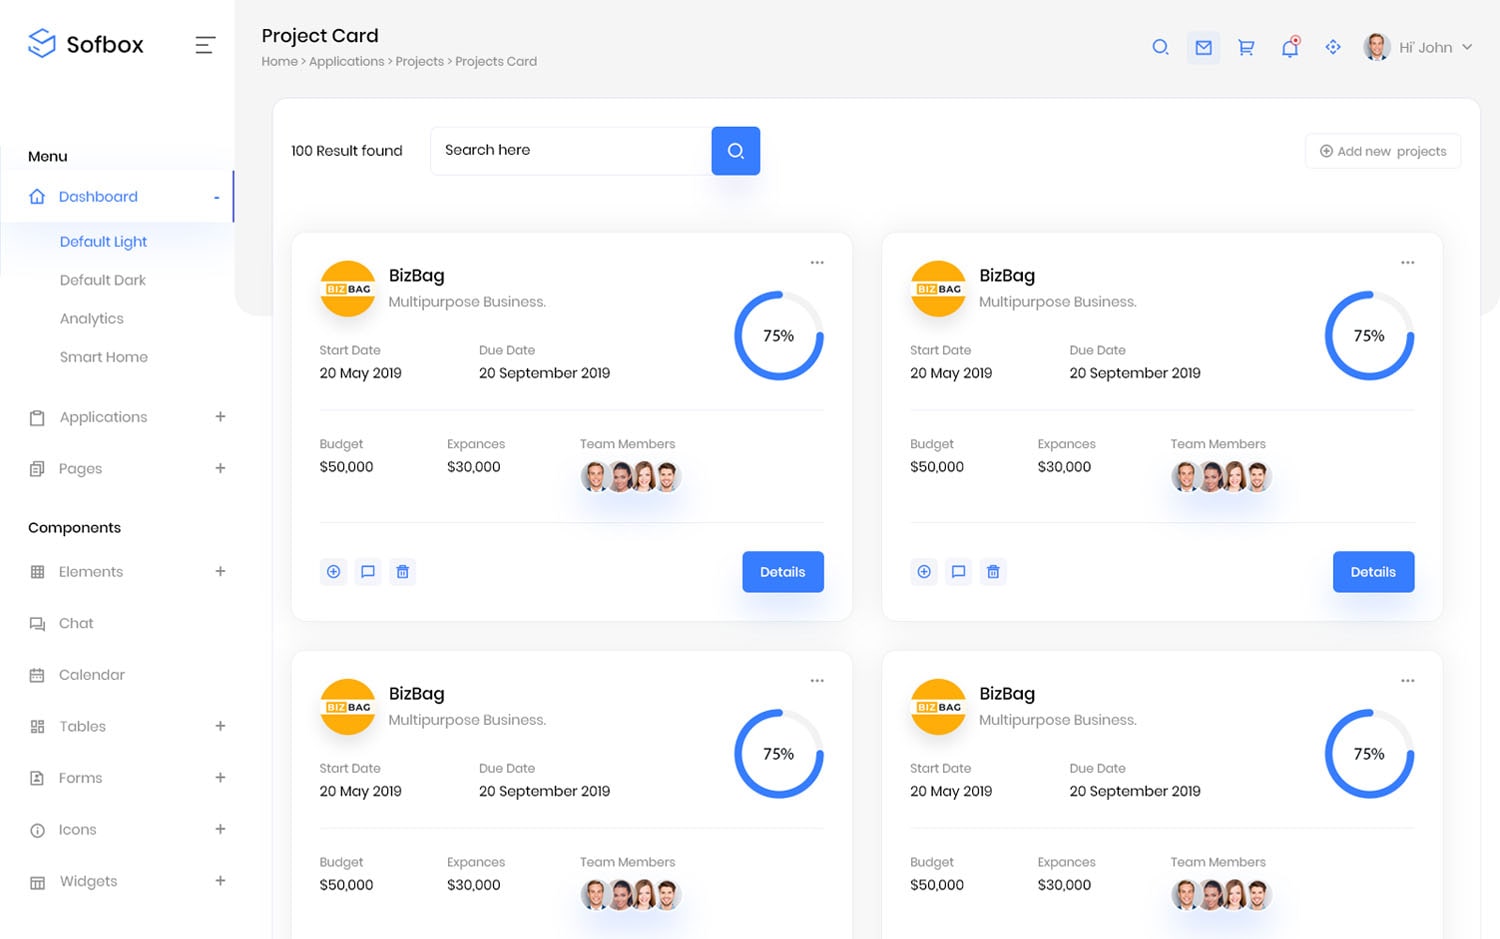 Sofbox
Project Card
Home > Applications > Projects > Projects Card
Hi' John
Menu
Dashboard -
Default Light
Default Dark
Analytics
Smart Home
Applications +
Pages +
Components
Elements +
Chat
Calendar
Tables +
Forms +
Icons +
Widgets +
100 Result found
Search here
Add new projects
BIZ BAG
BizBag
Multipurpose Business.
75%
Start Date Due Date
20 May 2019 20 September 2019
Budget Expances Team Members
$50,000 $30,000
Details
BIZ BAG
BizBag
Multipurpose Business.
75%
Start Date Due Date
20 May 2019 20 September 2019
Budget Expances Team Members
$50,000 $30,000
Details
BIZ BAG
BizBag
Multipurpose Business.
75%
Start Date Due Date
20 May 2019 20 September 2019
Budget Expances Team Members
$50,000 $30,000
BIZ BAG
BizBag
Multipurpose Business.
75%
Start Date Due Date
20 May 2019 20 September 2019
Budget Expances Team Members
$50,000 $30,000